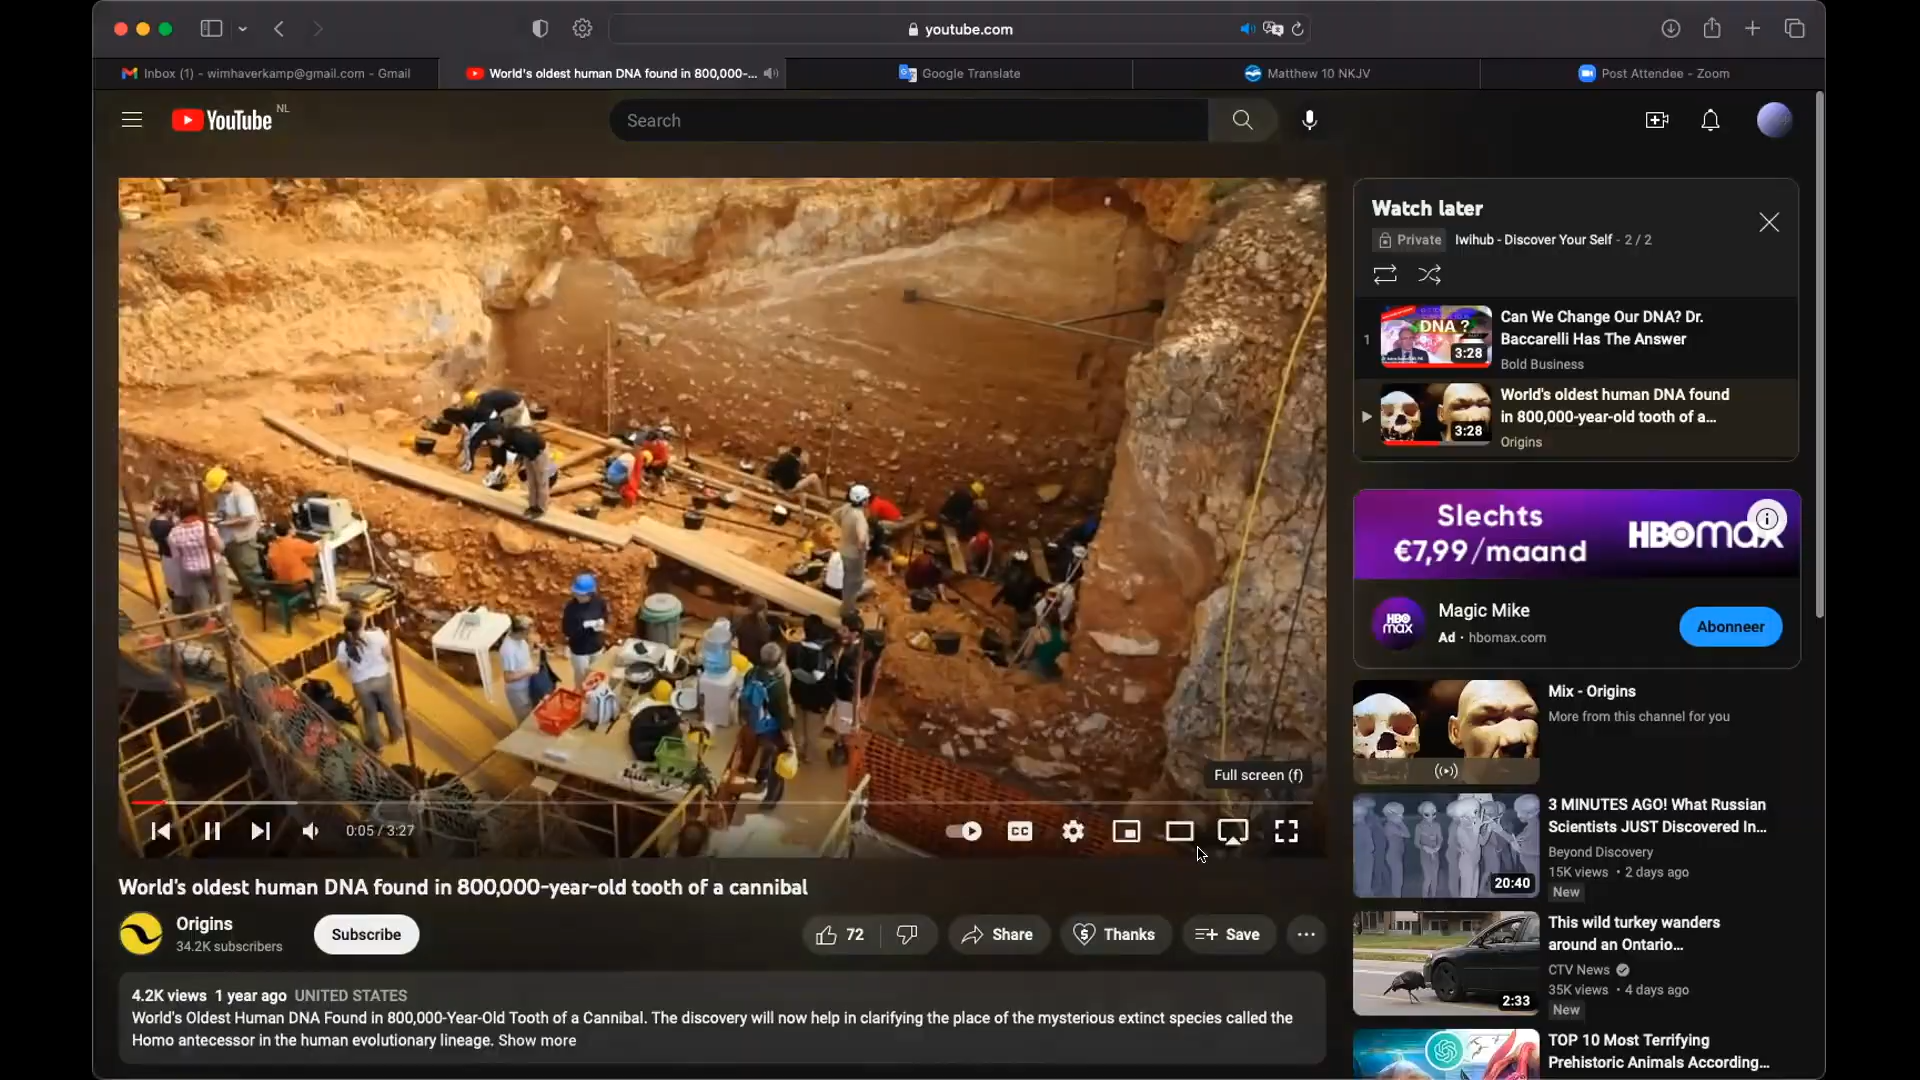 youtube.com
Inbox (1) - wimhaverkamp@gmail.com - Gmail
World's oldest human DNA found in 800,000-...
Google Translate
Matthew 10 NKJV
Post Attendee - Zoom
YouTube NL
Search
Watch later
Private
Iwihub - Discover Your Self - 2 / 2
1
DNA ?
3:28
Can We Change Our DNA? Dr.
Baccarelli Has The Answer
Bold Business
3:28
World's oldest human DNA found
in 800,000-year-old tooth of a...
Origins
Slechts
€7,99/maand
HBOmax
HBO
max
Magic Mike
Ad · hbomax.com
Abonneer
Mix - Origins
More from this channel for you
3 MINUTES AGO! What Russian
Scientists JUST Discovered In...
Beyond Discovery
15K views • 2 days ago
New
20:40
This wild turkey wanders
around an Ontario...
CTV News
35K views • 4 days ago
New
2:33
TOP 10 Most Terrifying
Prehistoric Animals According...
Full screen (f)
0:05 / 3:27
CC
World's oldest human DNA found in 800,000-year-old tooth of a cannibal
Origins
34.2K subscribers
Subscribe
72
Share
Thanks
Save
4.2K views 1 year ago UNITED STATES
World's Oldest Human DNA Found in 800,000-Year-Old Tooth of a Cannibal. The discovery will now help in clarifying the place of the mysterious extinct species called the
Homo antecessor in the human evolutionary lineage. Show more